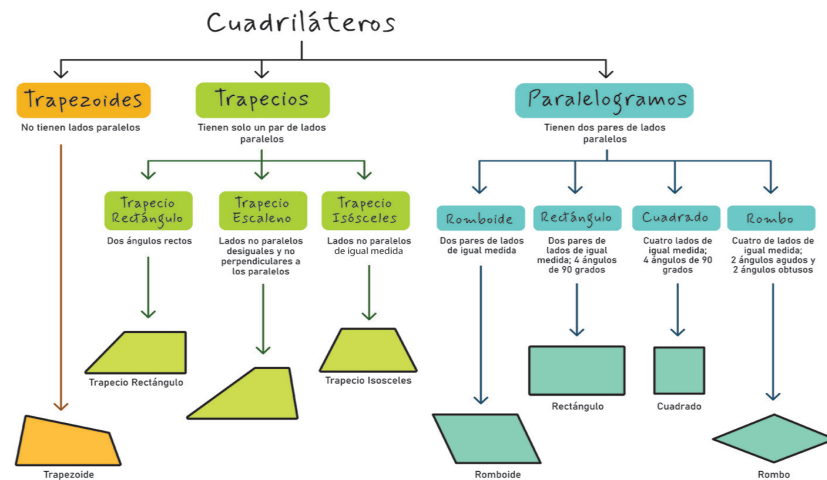 Cuadriláteros
Trapezoides
No tienen lados paralelos
Trapecios
Tienen solo un par de lados
paralelos
Paralelogramos
Tienen dos pares de lados
paralelos
Trapecio
Rectángulo
Dos ángulos rectos
Trapecio
Escaleno
Lados no paralelos
desiguales y no
perpendiculares a
los paralelos
Trapecio
Isósceles
Lados no paralelos
de igual medida
Romboide
Dos pares de lados
de igual medida
Rectángulo
Dos pares de
lados de igual
medida; 4 ángulos
de 90 grados
Cuadrado
Cuatro lados de
igual medida;
4 ángulos de 90
grados
Rombo
Cuatro de lados de
igual medida;
2 ángulos agudos y
2 ángulos obtusos
Trapecio Rectángulo
Trapecio Isosceles
Rectángulo
Cuadrado
Trapezoide
Romboide
Rombo